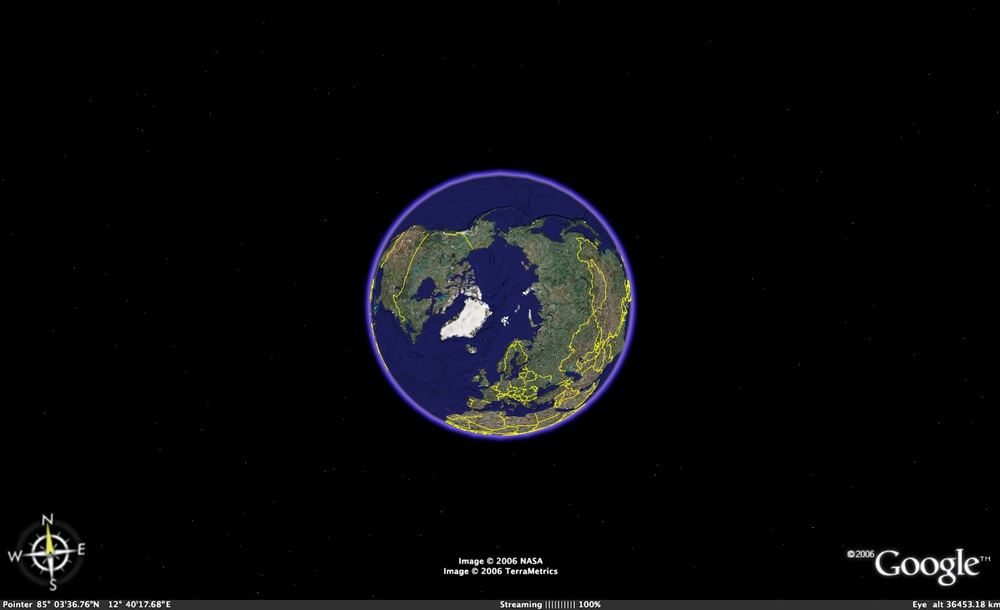 N
W
E
S
Image © 2006 NASA
Image © 2006 TerraMetrics
©2006 Google™
Pointer 85° 03'36.76"N 12° 40'17.68"E
Streaming |||||||||| 100%
Eye alt 36453.18 km